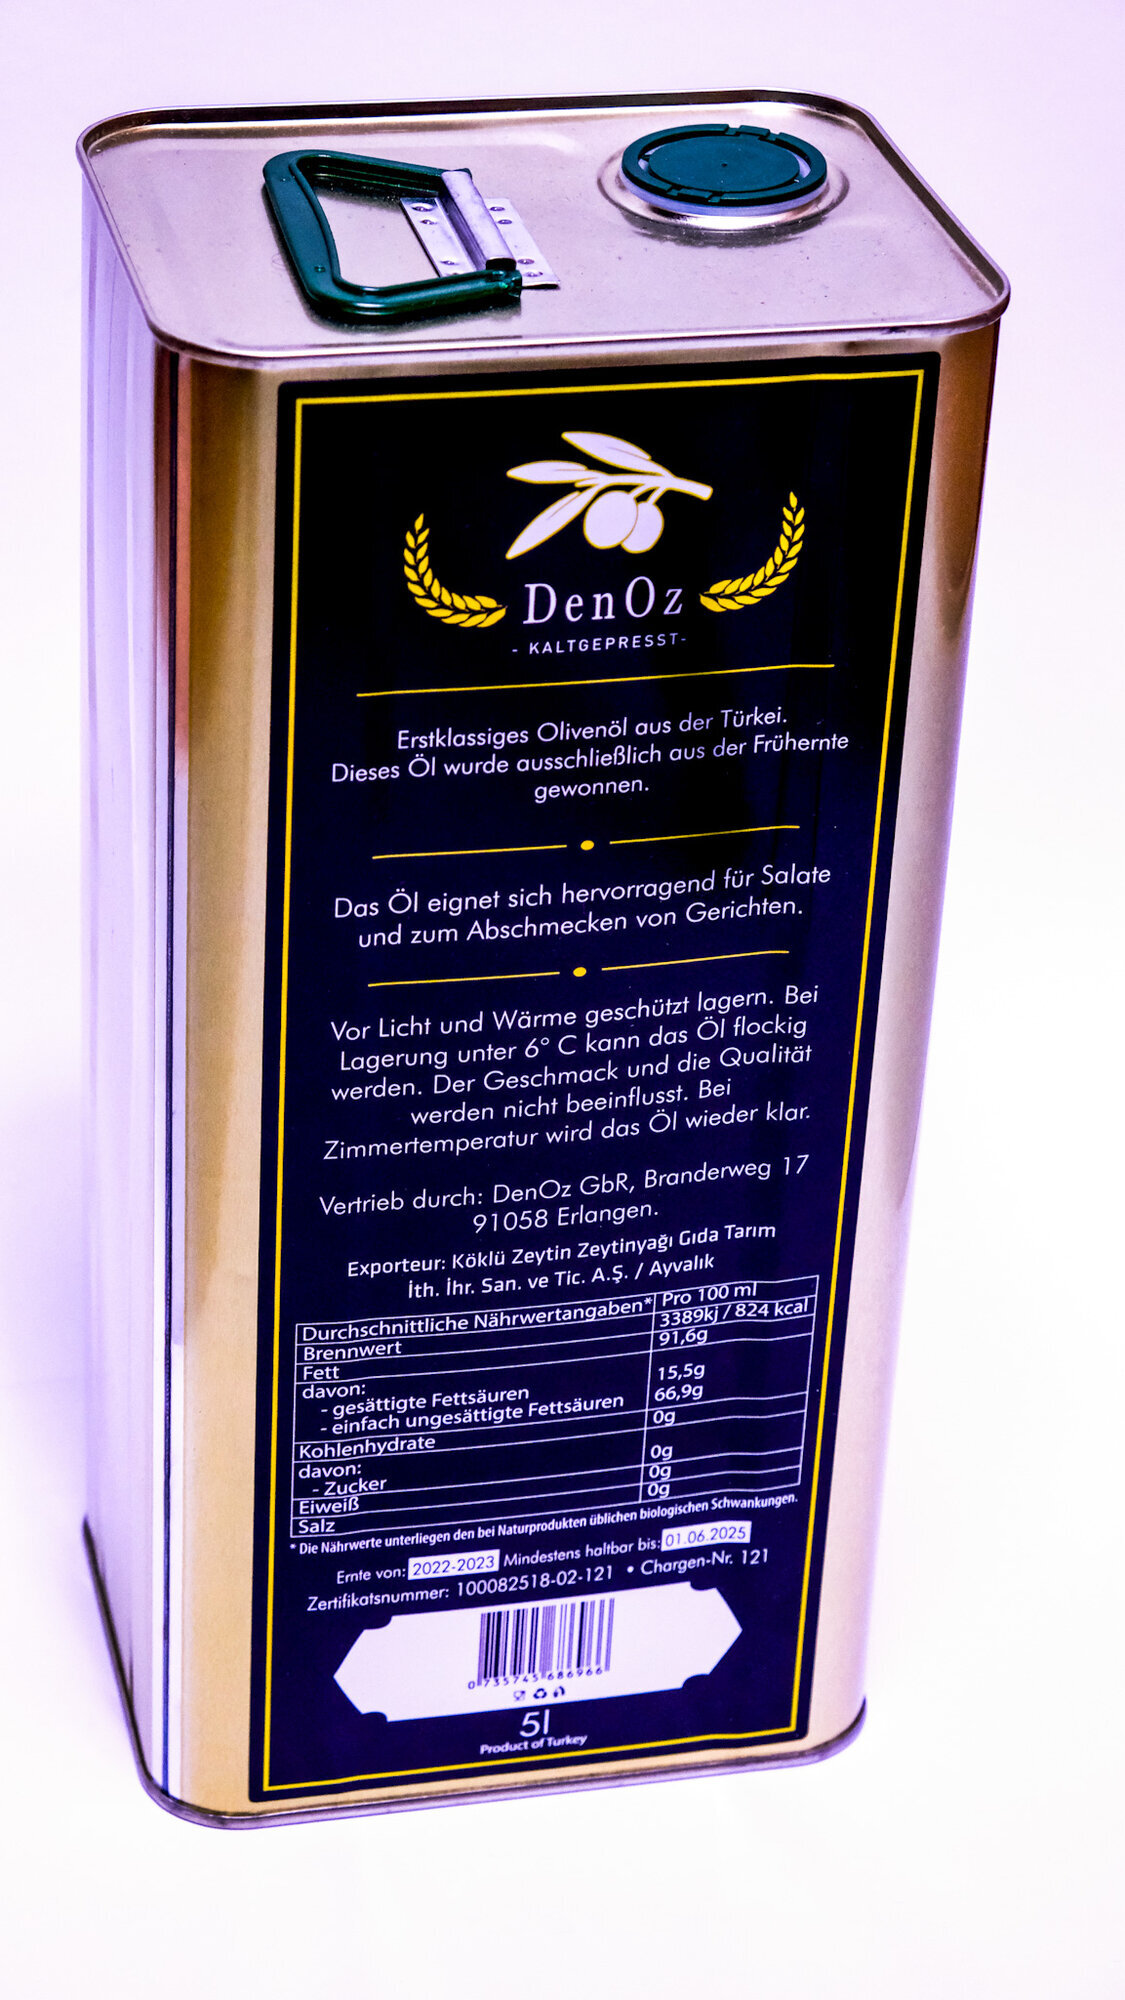 DenOz
- KALTGEPRESST-
Erstklassiges Olivenöl aus der Türkei.
Dieses Öl wurde ausschließlich aus der Frühernte
gewonnen.
Das Öl eignet sich hervorragend für Salate
und zum Abschmecken von Gerichten.
Vor Licht und Wärme geschützt lagern. Bei
Lagerung unter 6° C kann das Öl flockig
werden. Der Geschmack und die Qualität
werden nicht beeinflusst. Bei
Zimmertemperatur wird das Öl wieder klar.
Vertrieb durch: DenOz GbR, Branderweg 17
91058 Erlangen.
Exporteur: Köklü Zeytin Zeytinyağı Gıda Tarım
İth. İhr. San. ve Tic. A.Ş. / Ayvalık
Durchschnittliche Nährwertangaben* Pro 100 ml
Brennwert 3389kj / 824 kcal
Fett 91,6g
davon:
- gesättigte Fettsäuren 15,5g
- einfach ungesättigte Fettsäuren 66,9g
Kohlenhydrate 0g
davon:
- Zucker 0g
Eiweiß 0g
Salz 0g
* Die Nährwerte unterliegen den bei Naturprodukten üblichen biologischen Schwankungen.
Ernte von: 2022-2023 Mindestens haltbar bis: 01.06.2025
Zertifikatsnummer: 100082518-02-121 • Chargen-Nr. 121
0 735745 686966
5l
Product of Turkey